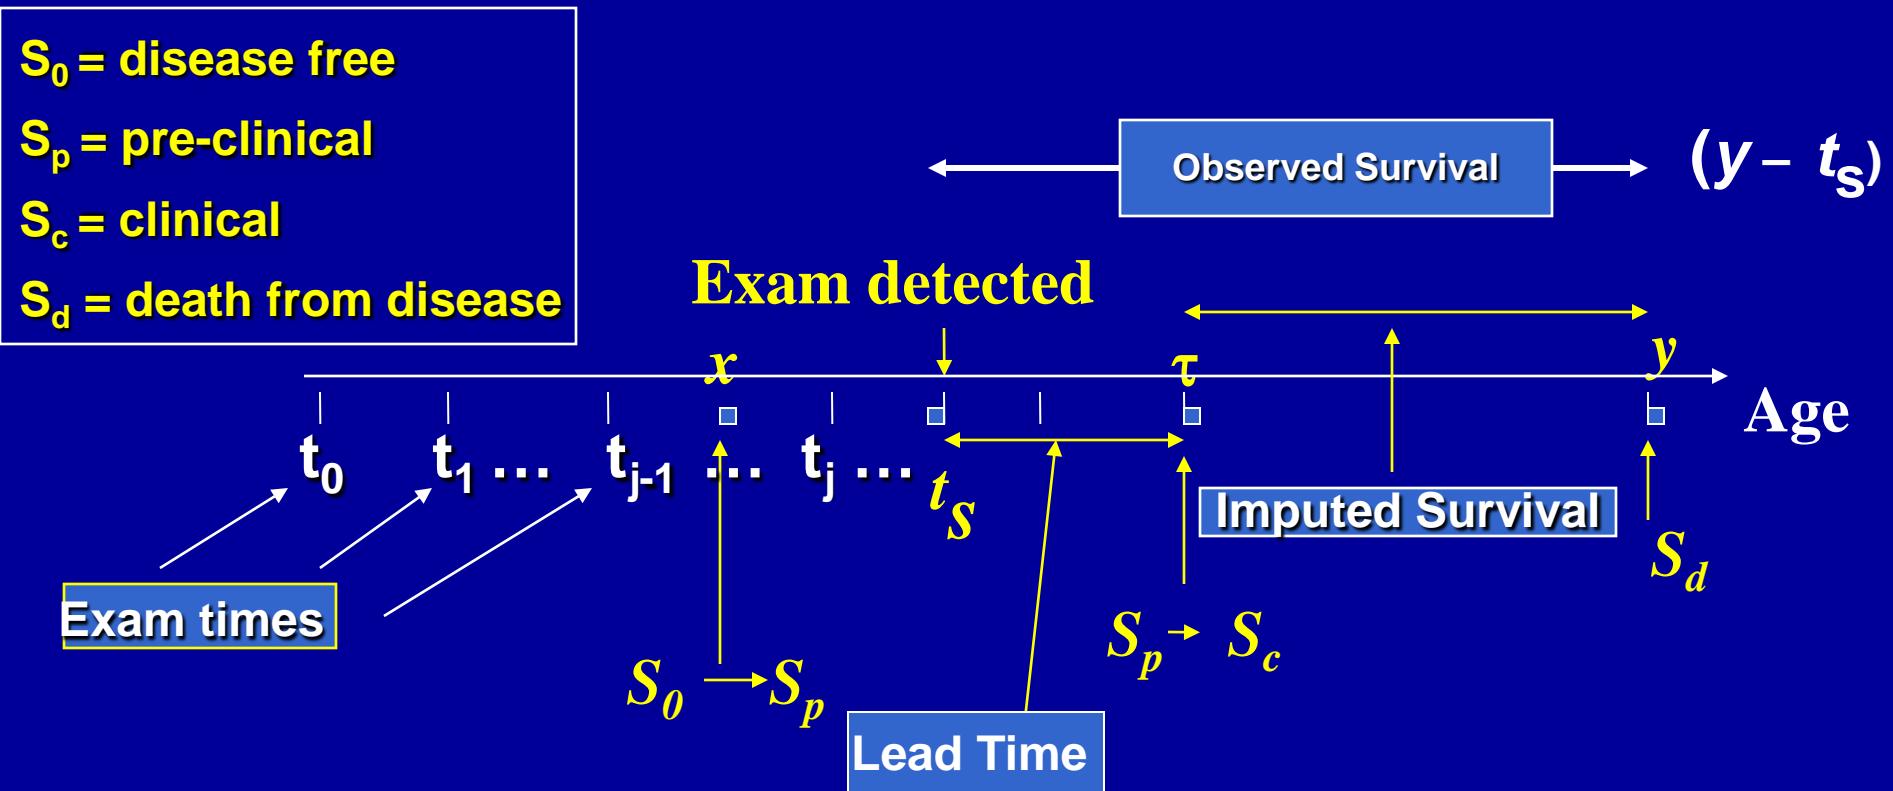 S0 = disease free
Sp = pre-clinical
Sc = clinical
Sd = death from disease
Observed Survival
(y – tS)
Exam detected
x
τ
y
Age
t0 t1 ... tj-1 ... tj ... tS
Imputed Survival
Sd
Exam times
Sp → Sc
S0 → Sp
Lead Time